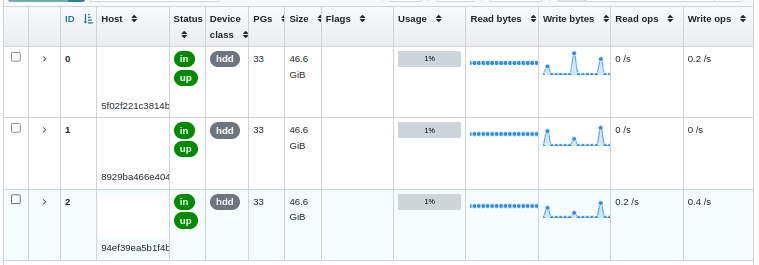 ID Host Status Device class PGs Size Flags Usage Read bytes Write bytes Read ops Write ops
0 in up hdd 33 46.6 GiB 1% 0 /s 0.2 /s
5f02f221c3814b
1 in up hdd 33 46.6 GiB 1% 0 /s 0 /s
8929ba466e404
2 in up hdd 33 46.6 GiB 1% 0.2 /s 0.4 /s
94ef39ea5b1f4b